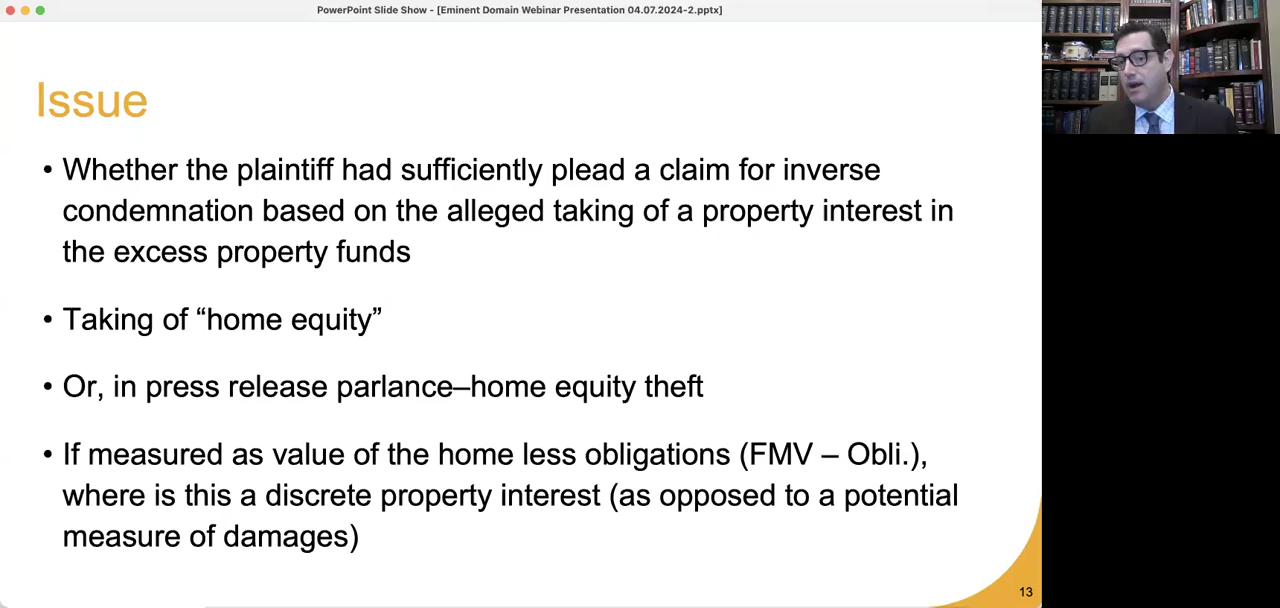 PowerPoint Slide Show - [Eminent Domain Webinar Presentation 04.07.2024-2.pptx]
Issue
• Whether the plaintiff had sufficiently plead a claim for inverse
condemnation based on the alleged taking of a property interest in
the excess property funds
• Taking of “home equity”
• Or, in press release parlance–home equity theft
• If measured as value of the home less obligations (FMV – Obli.),
where is this a discrete property interest (as opposed to a potential
measure of damages)
13